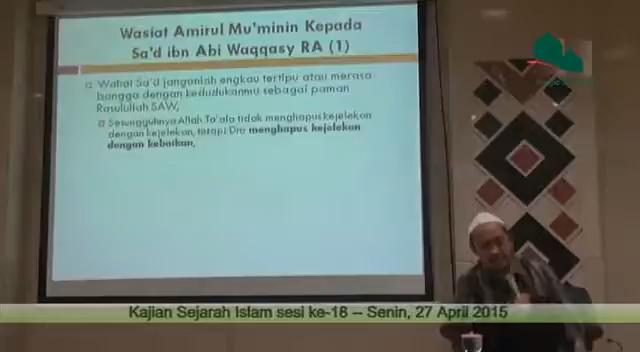 Wasiat Amirul Mu'minin Kepada
Sa'd ibn Abi Waqqasy RA (1)
Wahai Sa'd janganlah engkau tertipu atau merasa
bangga dengan kedudukanmu sebagai paman
Rasulullah SAW,
Sesungguhnya Allah Ta'ala tidak menghapus kejelekan
dengan kejelekan, tetapi Dia menghapus kejelekan
dengan kebaikan,
Kajian Sejarah Islam sesi ke-18 -- Senin, 27 April 2015